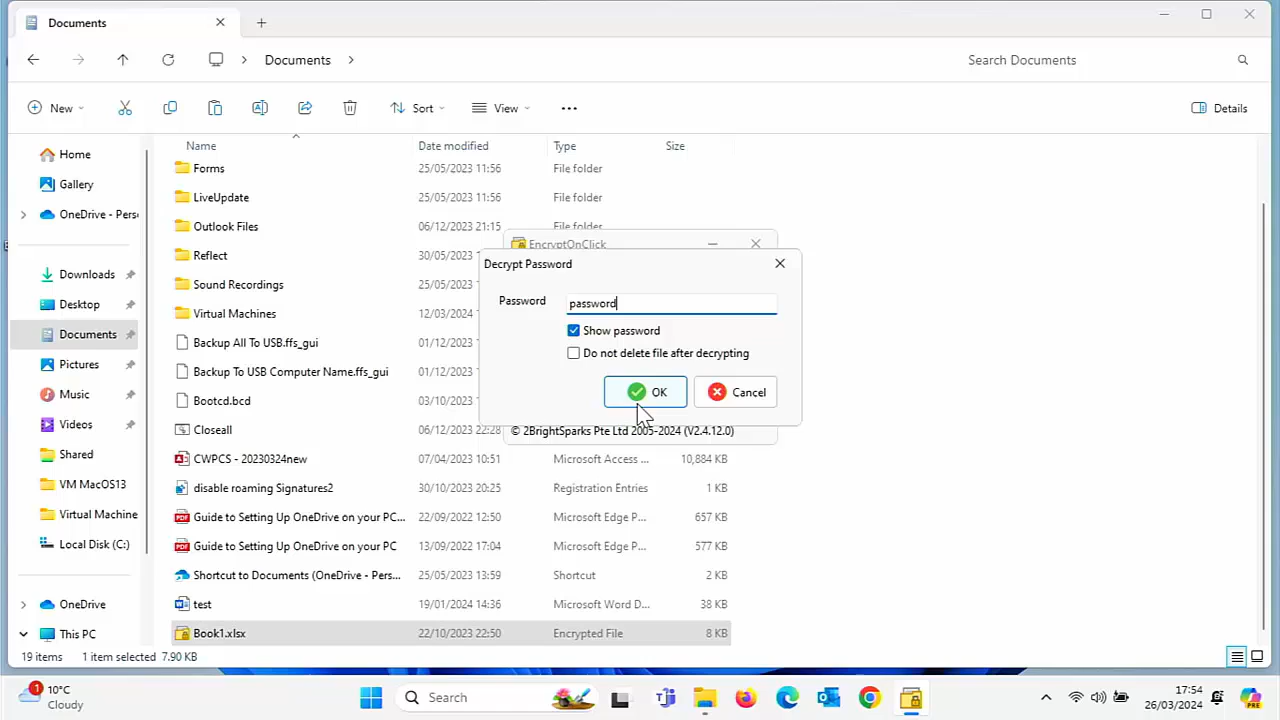 Documents
Documents
Search Documents
New
Sort
View
Details
Name Date modified Type Size
Home
Gallery
OneDrive - Pers
Downloads
Desktop
Documents
Pictures
Music
Videos
Shared
VM MacOS13
Virtual Machine
Local Disk (C:)
OneDrive
This PC
Forms 25/05/2023 11:56 File folder
LiveUpdate 25/05/2023 11:56 File folder
Outlook Files 06/12/2023 21:15 File folder
Reflect 30/05/2023
Sound Recordings 25/05/2023
Virtual Machines 12/03/2024
Backup All To USB.ffs_gui 01/12/2023
Backup To USB Computer Name.ffs_gui 01/12/2023
Bootcd.bcd 03/10/2023
Closeall 06/12/2023 22:28
CWPCS - 20230324new 07/04/2023 10:51 Microsoft Access ... 10,884 KB
disable roaming Signatures2 30/10/2023 20:25 Registration Entries 1 KB
Guide to Setting Up OneDrive on your PC... 22/09/2022 12:50 Microsoft Edge P... 657 KB
Guide to Setting Up OneDrive on your PC 13/09/2022 17:04 Microsoft Edge P... 577 KB
Shortcut to Documents (OneDrive - Pers... 25/05/2023 13:59 Shortcut 2 KB
test 19/01/2024 14:36 Microsoft Word D... 38 KB
Book1.xlsx 22/10/2023 22:50 Encrypted File 8 KB
EncryptOnClick
Decrypt Password
Password password
Show password
Do not delete file after decrypting
OK Cancel
© 2BrightSparks Pte Ltd 2005-2024 (V2.4.12.0)
19 items 1 item selected 7.90 KB
1
10°C
Cloudy
Search
17:54
26/03/2024
PRE